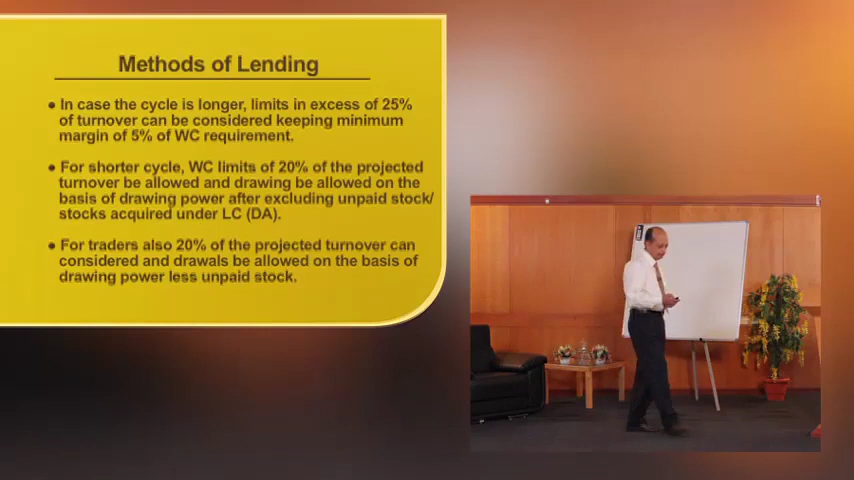 Methods of Lending
● In case the cycle is longer, limits in excess of 25%
of turnover can be considered keeping minimum
margin of 5% of WC requirement.
● For shorter cycle, WC limits of 20% of the projected
turnover be allowed and drawing be allowed on the
basis of drawing power after excluding unpaid stock/
stocks acquired under LC (DA).
● For traders also 20% of the projected turnover can
considered and drawals be allowed on the basis of
drawing power less unpaid stock.